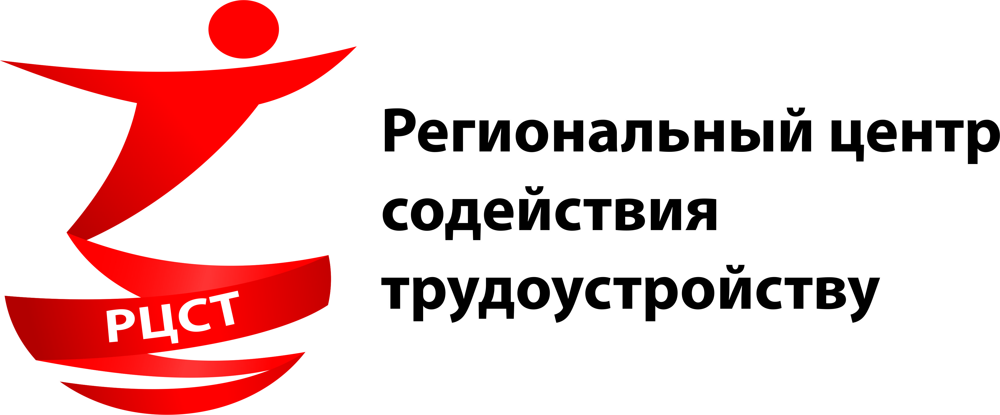 Региональный центр
содействия
трудоустройству
РЦСТ